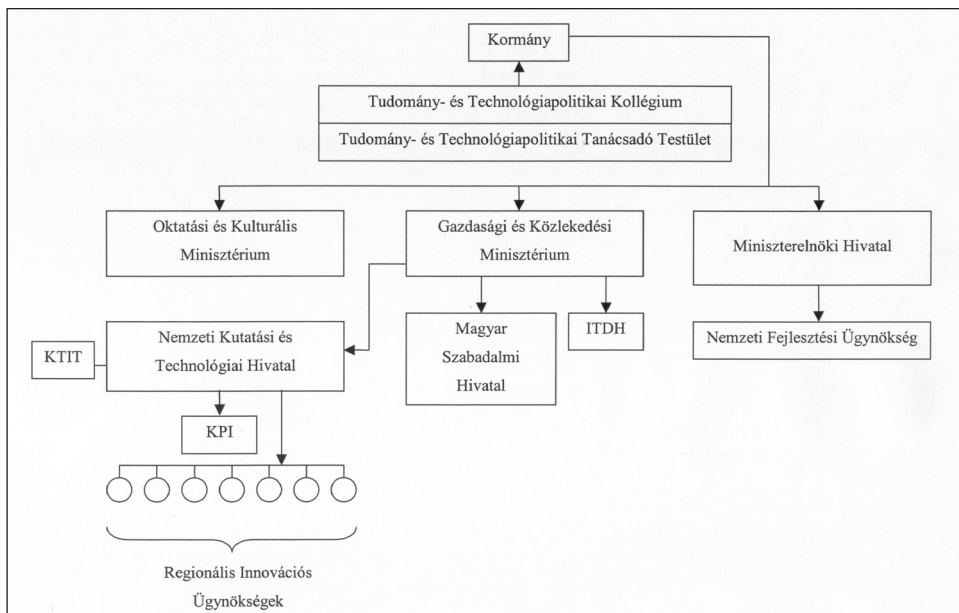 Kormány
Tudomány- és Technológiapolitikai Kollégium
Tudomány- és Technológiapolitikai Tanácsadó Testület
Oktatási és Kulturális
Minisztérium
Gazdasági és Közlekedési
Minisztérium
Miniszterelnöki Hivatal
Nemzeti Kutatási és
Technológiai Hivatal
KTIT
Magyar
Szabadalmi
Hivatal
ITDH
Nemzeti Fejlesztési Ügynökség
KPI
Regionális Innovációs
Ügynökségek